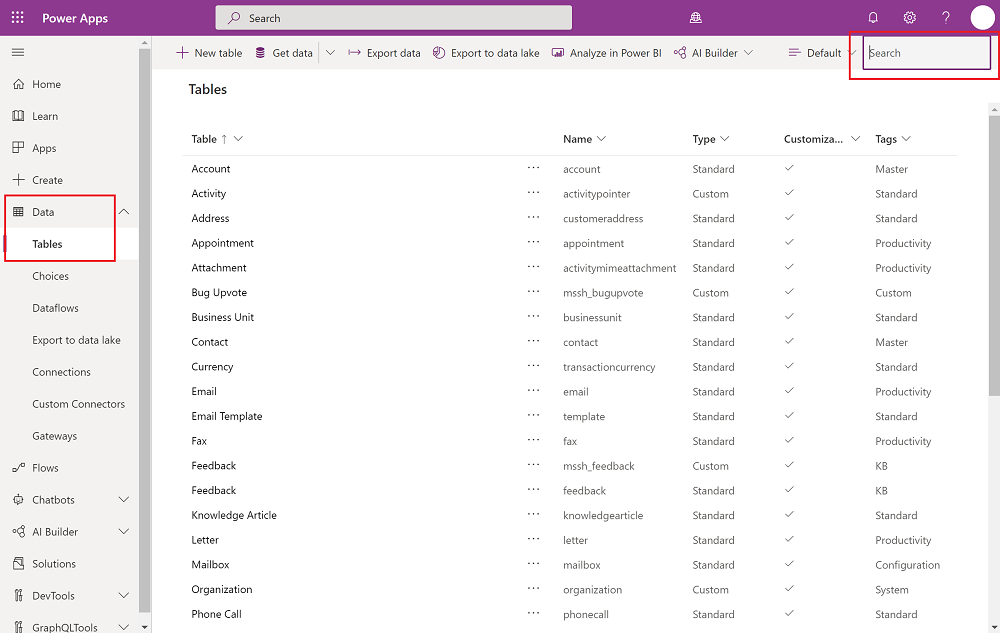 Power Apps
Search
?
New table
Get data
Export data
Export to data lake
Analyze in Power BI
AI Builder
Default
Search
Home
Learn
Apps
Create
Data
Tables
Choices
Dataflows
Export to data lake
Connections
Custom Connectors
Gateways
Flows
Chatbots
AI Builder
Solutions
DevTools
GraphQLTools
Tables
Table ↑ Name Type Customiza... Tags
Account ... account Standard ✓ Master
Activity ... activitypointer Custom ✓ Standard
Address ... customeraddress Standard ✓ Standard
Appointment ... appointment Standard ✓ Productivity
Attachment ... activitymimeattachment Standard ✓ Productivity
Bug Upvote ... mssh_bugupvote Custom ✓ Custom
Business Unit ... businessunit Standard ✓ Standard
Contact ... contact Standard ✓ Master
Currency ... transactioncurrency Standard ✓ Standard
Email ... email Standard ✓ Productivity
Email Template ... template Standard ✓ Standard
Fax ... fax Standard ✓ Productivity
Feedback ... mssh_feedback Custom ✓ KB
Feedback ... feedback Standard ✓ KB
Knowledge Article ... knowledgearticle Standard ✓ Standard
Letter ... letter Standard ✓ Productivity
Mailbox ... mailbox Standard ✓ Configuration
Organization ... organization Custom ✓ System
Phone Call ... phonecall Standard ✓ Standard